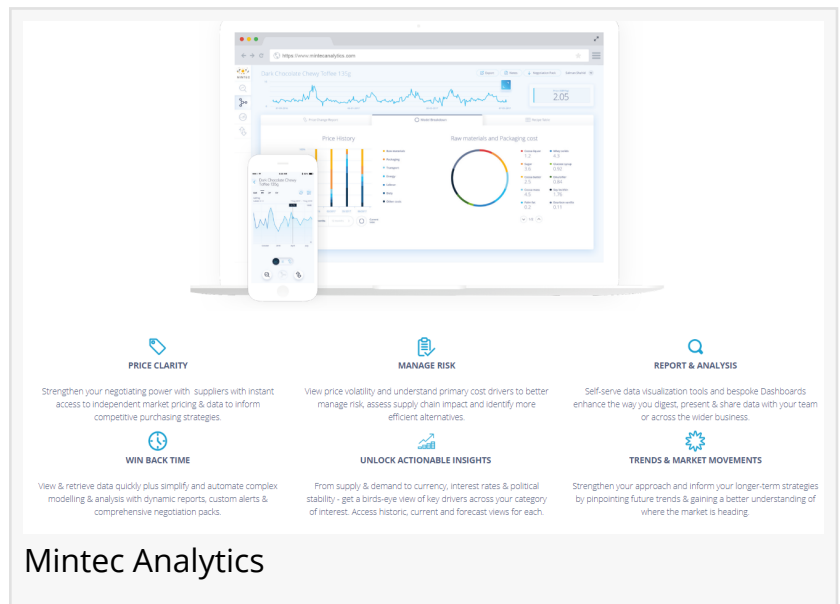 https://www.mintecanalytics.com
Dark Chocolate Chewy Toffee 135g
2.05
Price History
Raw materials and Packaging cost
Dark Chocolate Chewy
Toffee 135g
PRICE CLARITY
MANAGE RISK
REPORT & ANALYSIS
Strengthen your negotiating power with suppliers with instant
access to independent market pricing & data to inform
competitive purchasing strategies.
View price volatility and understand primary cost drivers to better
manage risk, assess supply chain impact and identify more
efficient alternatives.
Self-serve data visualization tools and bespoke Dashboards
enhance the way you digest, present & share data with your team
or across the wider business.
WIN BACK TIME
UNLOCK ACTIONABLE INSIGHTS
TRENDS & MARKET MOVEMENTS
View & retrieve data quickly plus simplify and automate complex
modelling & analysis with dynamic reports, custom alerts &
comprehensive negotiation packs.
From supply & demand to currency, interest rates & political
stability - get a birds-eye view of key drivers across your category
of interest. Access historic, current and forecast views for each.
Strengthen your approach and inform your longer-term strategies
by pinpointing future trends & gaining a better understanding of
where the market is heading.
Mintec Analytics